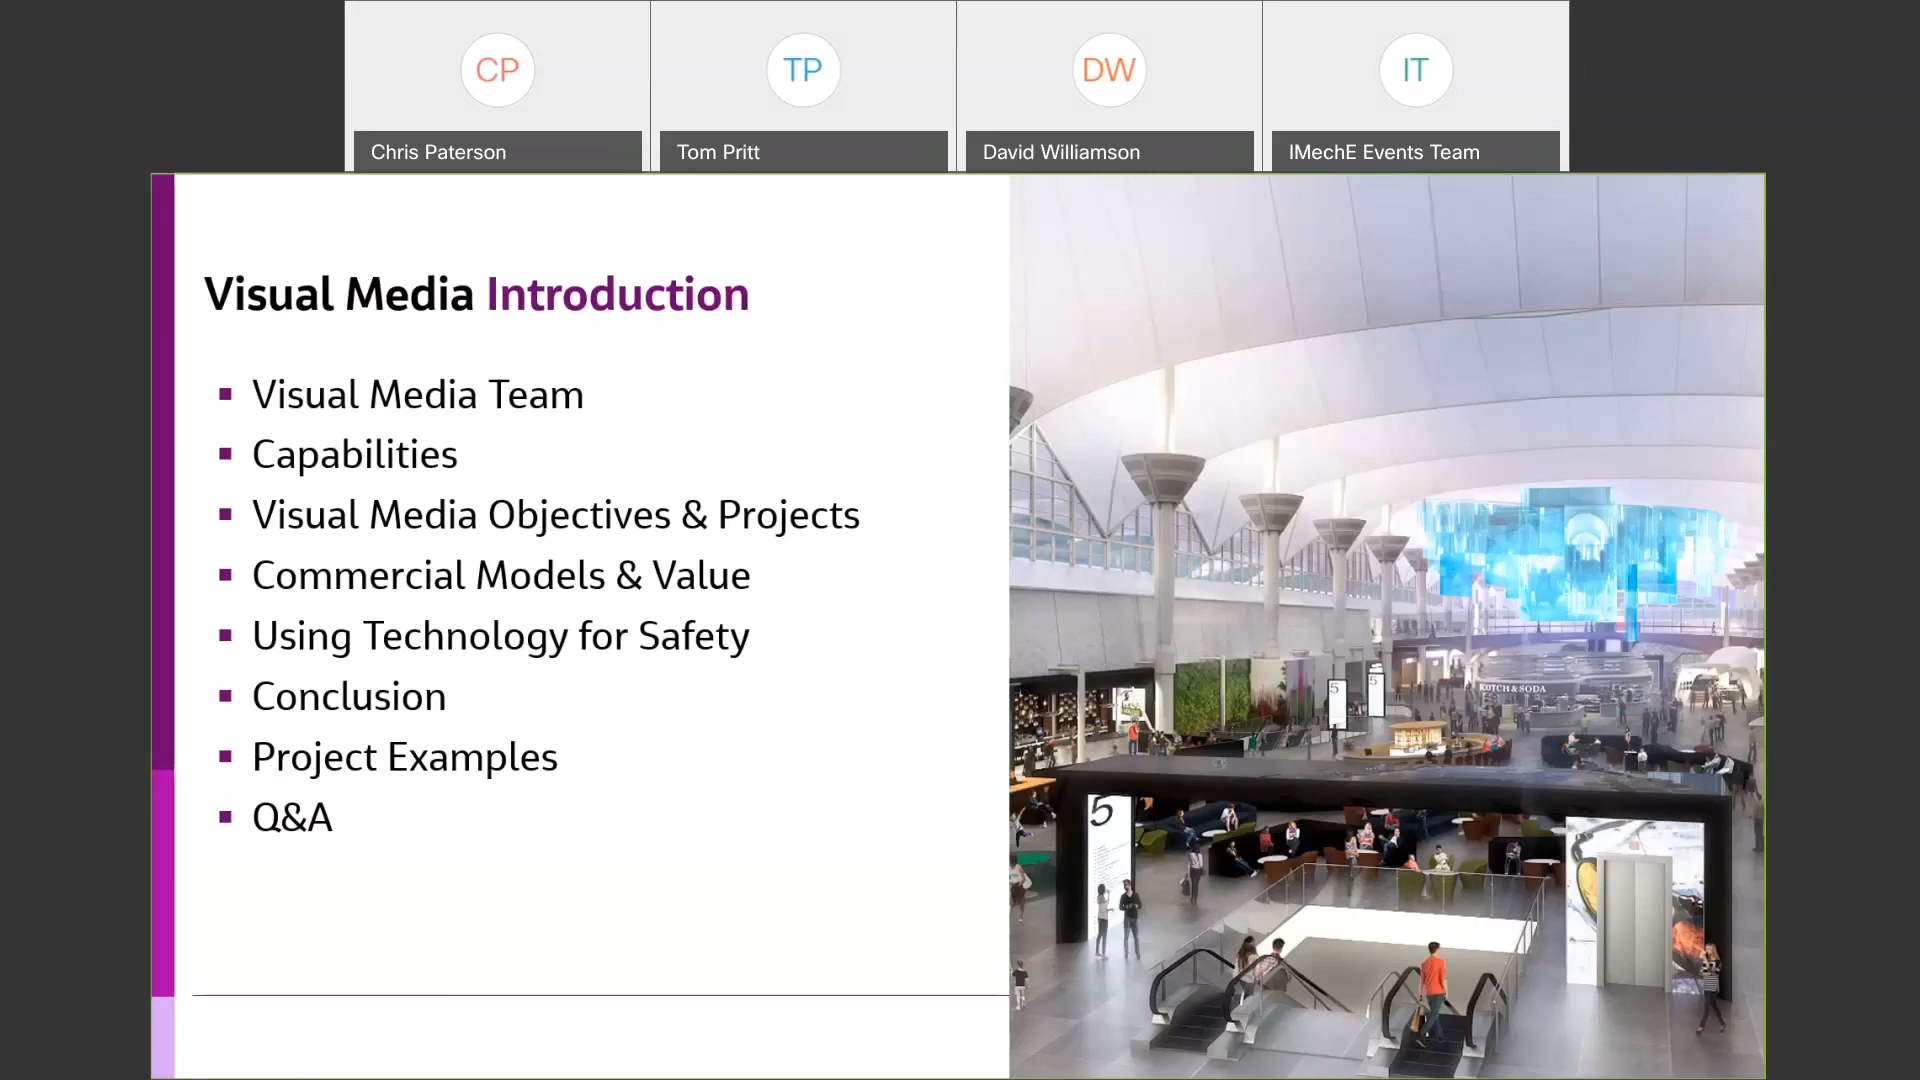 CP
TP
DW
IT
Chris Paterson
Tom Pritt
David Williamson
IMechE Events Team
Visual Media Introduction
Visual Media Team
Capabilities
Visual Media Objectives & Projects
Commercial Models & Value
Using Technology for Safety
Conclusion
Project Examples
Q&A
5
5
SCOTCH & SODA
5